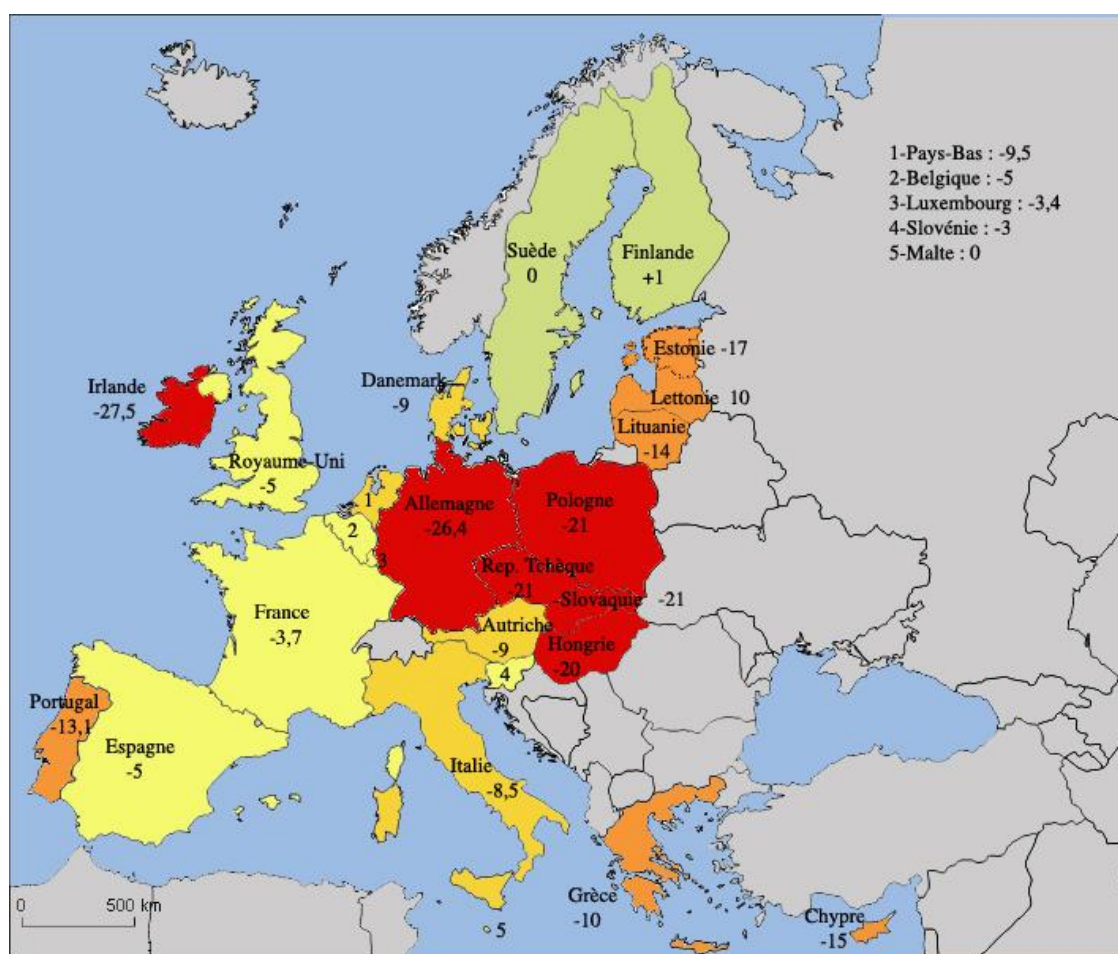 1-Pays-Bas : -9,5
2-Belgique : -5
3-Luxembourg : -3,4
4-Slovénie : -3
5-Malte : 0
Suède
0
Finlande
+1
Estonie -17
Lettonie 10
Lituanie
-14
Danemark
-9
Irlande
-27,5
Royaume-Uni
-5
1
2
3
Allemagne
-26,4
Pologne
-21
Rep. Tchèque
-21
-Slovaquie -21
France
-3,7
Autriche
-9
Hongrie
-20
4
Portugal
-13,1
Espagne
-5
Italie
-8,5
Grèce
-10
Chypre
-15
5
0 500 km